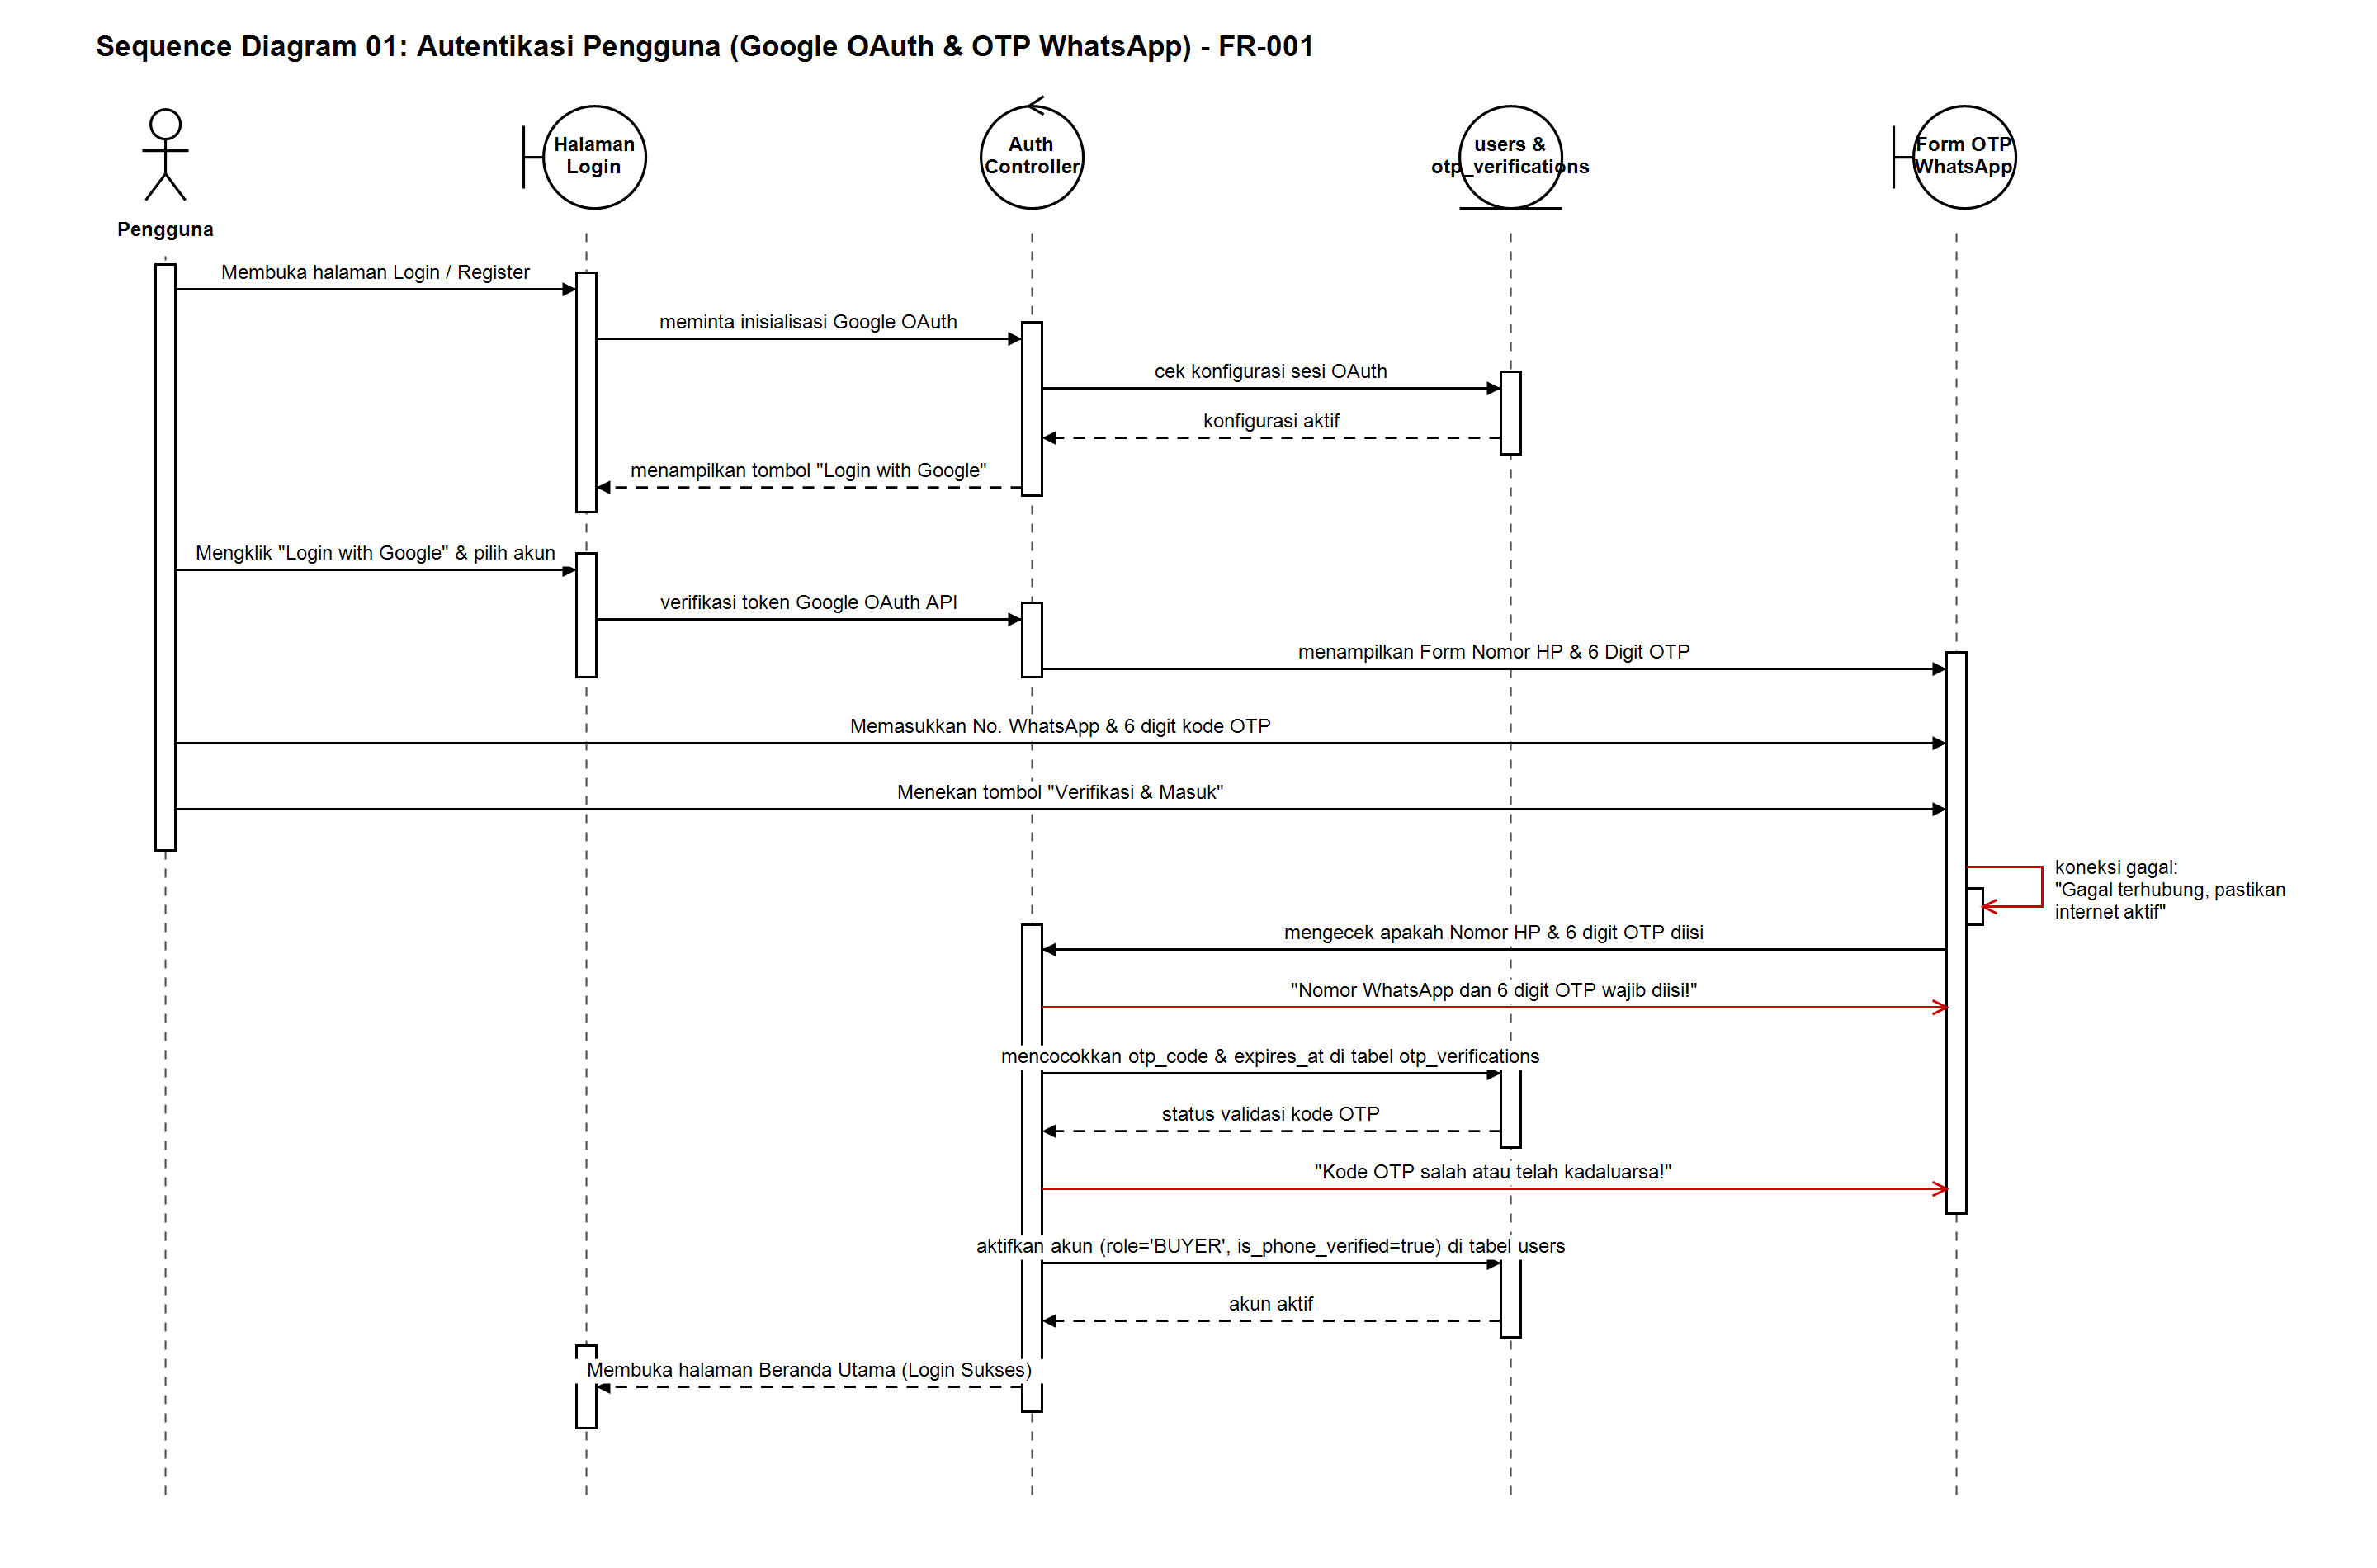 Sequence Diagram 01: Autentikasi Pengguna (Google OAuth & OTP WhatsApp) - FR-001
Halaman
Login
Auth
Controller
users &
otp_verifications
Form OTP
WhatsApp
Pengguna
Membuka halaman Login / Register
meminta inisialisasi Google OAuth
cek konfigurasi sesi OAuth
konfigurasi aktif
menampilkan tombol "Login with Google"
Mengklik "Login with Google" & pilih akun
verifikasi token Google OAuth API
menampilkan Form Nomor HP & 6 Digit OTP
Memasukkan No. WhatsApp & 6 digit kode OTP
Menekan tombol "Verifikasi & Masuk"
koneksi gagal:
"Gagal terhubung, pastikan
internet aktif"
mengecek apakah Nomor HP & 6 digit OTP diisi
"Nomor WhatsApp dan 6 digit OTP wajib diisi!"
mencocokkan otp_code & expires_at di tabel otp_verifications
status validasi kode OTP
"Kode OTP salah atau telah kadaluarsa!"
aktifkan akun (role='BUYER', is_phone_verified=true) di tabel users
akun aktif
Membuka halaman Beranda Utama (Login Sukses)